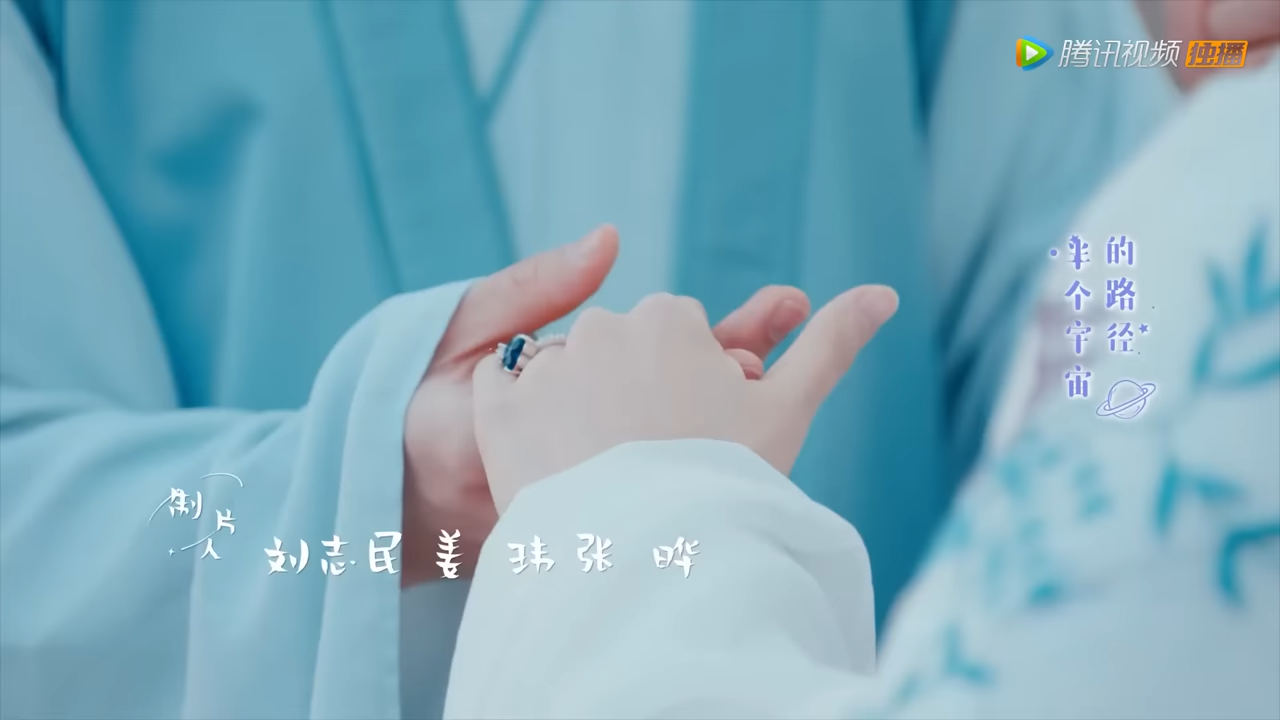 腾讯视频 独播
半个宇宙
的路径
制片人
刘志民 姜 玮 张 晔